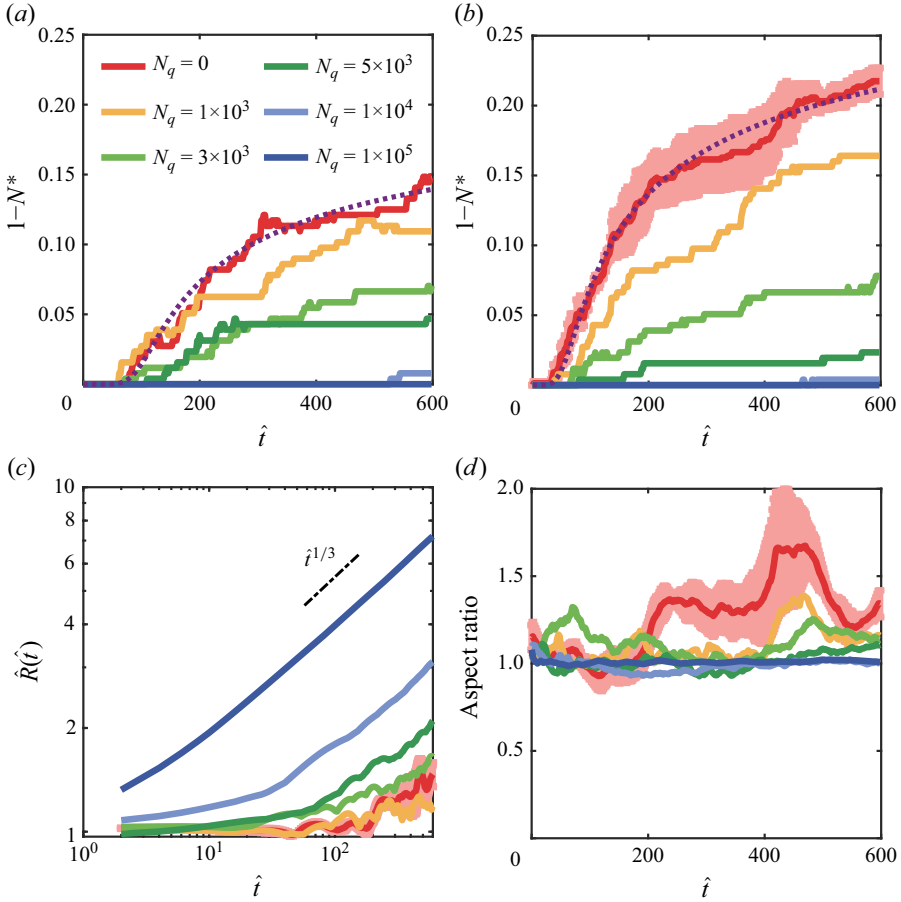 (a) (b)
0.25 0.25
N_q = 0 N_q = 5×10^3
0.20 0.20
N_q = 1×10^3 N_q = 1×10^4
0.15 N_q = 3×10^3 N_q = 1×10^5 0.15
1–N* 1–N*
0.10 0.10
0.05 0.05
0 200 400 600 0 200 400 600
t̂ t̂
(c) (d)
10 2.0
8
6 t̂^{1/3} 1.5
4
R̂(t̂) Aspect ratio
1.0
2
0.5
1
10^0 10^1 10^2 0 200 400 600
t̂ t̂